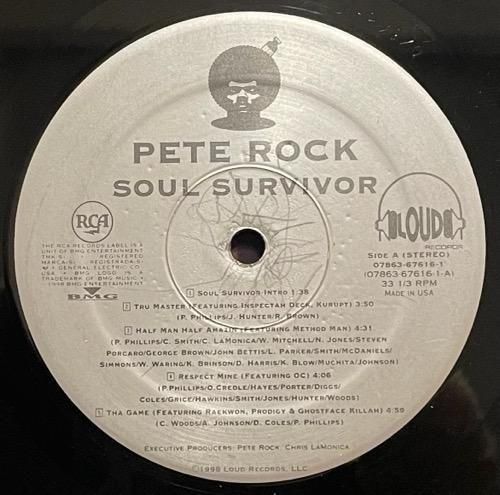 PETE ROCK
SOUL SURVIVOR
RCA
THE RCA RECORDS LABEL IS A
UNIT OF BMG ENTERTAINMENT
TMK·S· REGISTERED
MARCA·S· REGISTRADA·S·
GENERAL ELECTRIC CO.
USA • BMG LOGO IS A
TRADEMARK OF BMG MUSIC •
1998 BMG ENTERTAINMENT
BMG
LOUD
RECORDS
SIDE A (STEREO)
07863-67616-1
(07863-67616-1-A)
33 1/3 RPM
MADE IN USA
1 SOUL SURVIVOR-INTRO 1:38
2 TRU MASTER (FEATURING INSPECTAH DECK, KURUPT) 3:50
(P. PHILLIPS/J. HUNTER/R. BROWN)
3 HALF MAN HALF AMAZIN (FEATURING METHOD MAN) 4:31
(P. PHILLIPS/C. SMITH/C. LAMONICA/W. MITCHELL/N. JONES/STEVEN
PORCARO/GEORGE BROWN/JOHN BETTIS/L. PARKER/SMITH/MCDANIELS/
SIMMONS/W. WARING/K. BRINSON/D. HARRIS/K. BLOW/MUCHITA/JOHNSON)
4 RESPECT MINE (FEATURING OC) 4:06
(P.PHILLIPS/O.CREDLE/HAYES/PORTER/DIGGS/
COLES/GRICE/HAWKINS/SMITH/JONES/HUNTER/WOODS)
5 THA GAME (FEATURING RAEKWON, PRODIGY & GHOSTFACE KILLAH) 4:59
(C. WOODS/A. JOHNSON/D. COLES/P. PHILLIPS)
EXECUTIVE PRODUCERS: PETE ROCK, CHRIS LAMONICA
©1998 LOUD RECORDS, LLC